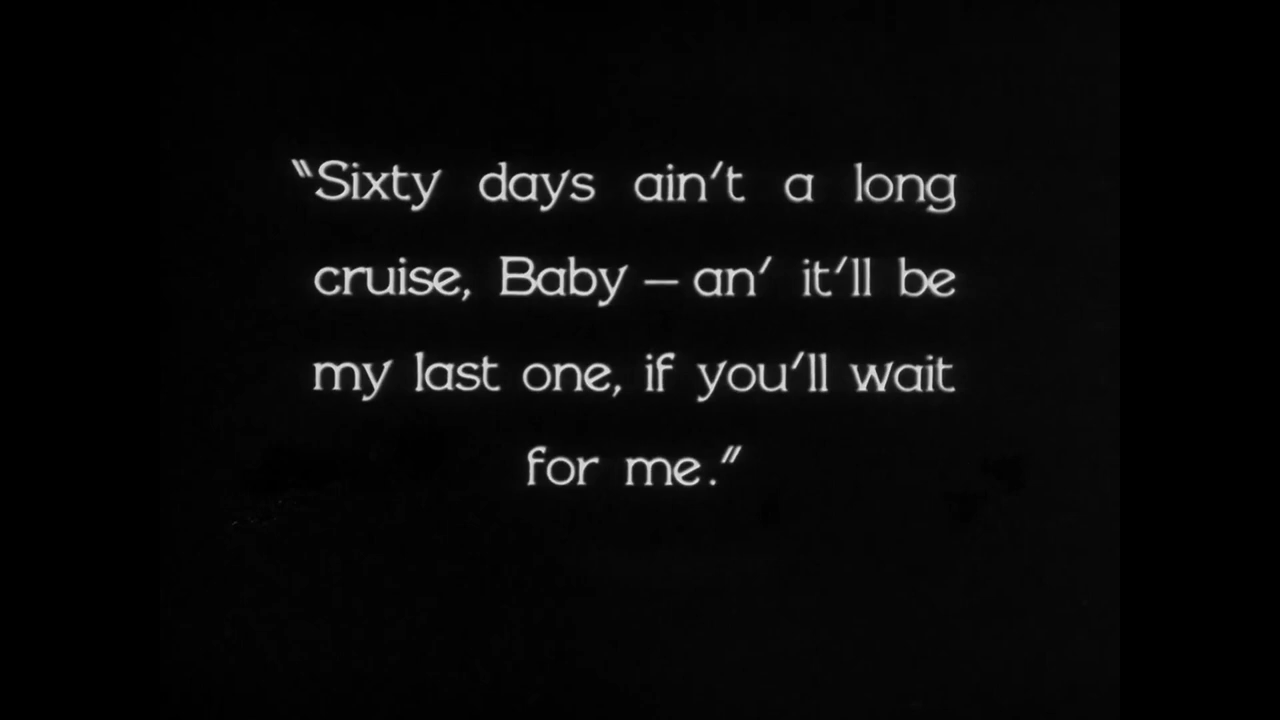 “Sixty days ain’t a long
cruise, Baby – an’ it’ll be
my last one, if you’ll wait
for me.”